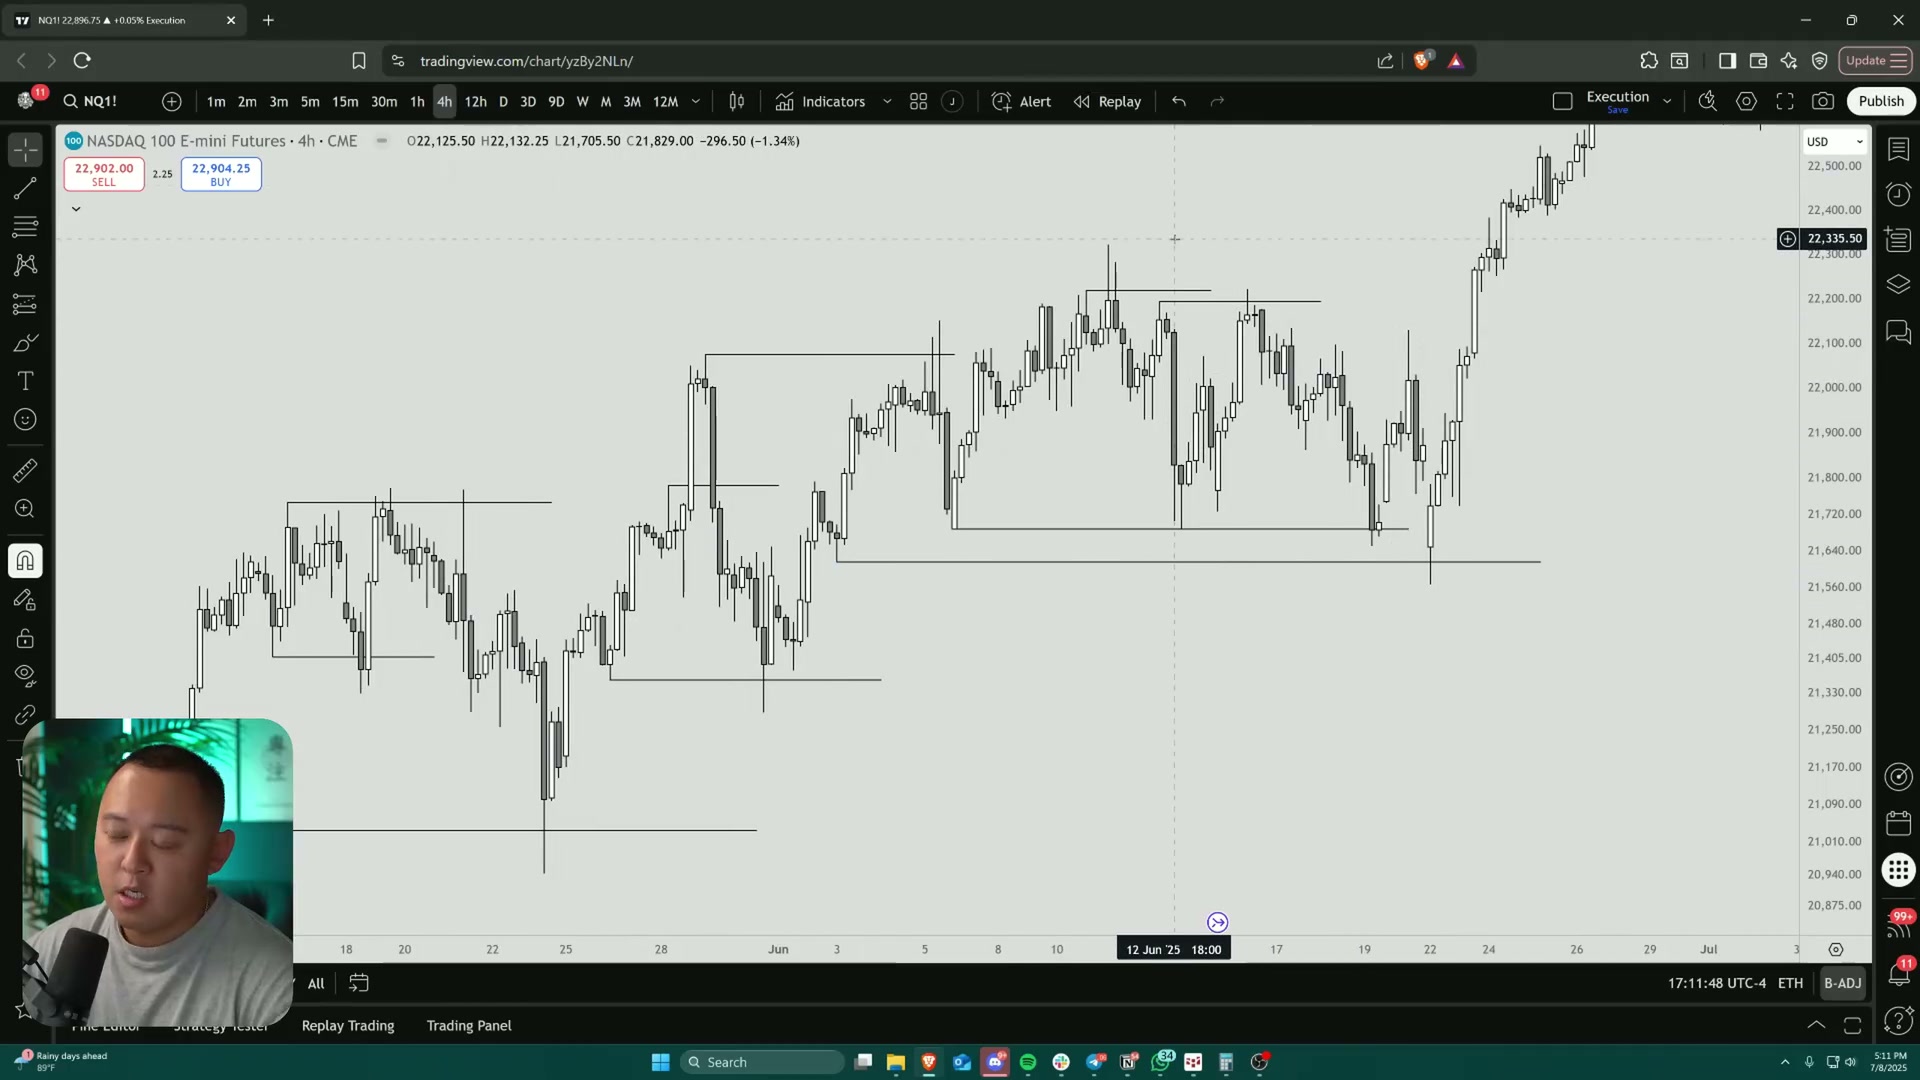 NQ1! 22,896.75 ▲ +0.05% Execution
tradingview.com/chart/yzBy2NLn/
1
Update
11
NQ1!
1m 2m 3m 5m 15m 30m 1h 4h 12h D 3D 9D W M 3M 12M
Indicators
J
Alert
Replay
Execution
Save
Publish
100 NASDAQ 100 E-mini Futures · 4h · CME
O22,125.50 H22,132.25 L21,705.50 C21,829.00 −296.50 (−1.34%)
USD
22,902.00
SELL
2.25
22,904.25
BUY
22,500.00
22,400.00
22,335.50
22,300.00
22,200.00
22,100.00
22,000.00
21,900.00
21,800.00
21,720.00
21,640.00
21,560.00
21,480.00
21,405.00
21,330.00
21,250.00
21,170.00
21,090.00
21,010.00
20,940.00
20,875.00
18 20 22 25 28 Jun 3 5 8 10 12 Jun '25 18:00 17 19 22 24 26 29 Jul 3
All
17:11:48 UTC-4 ETH B-ADJ
Strategy Tester
Replay Trading
Trading Panel
99+
11
1
Rainy days ahead
89°F
Search
34
5:11 PM
7/8/2025